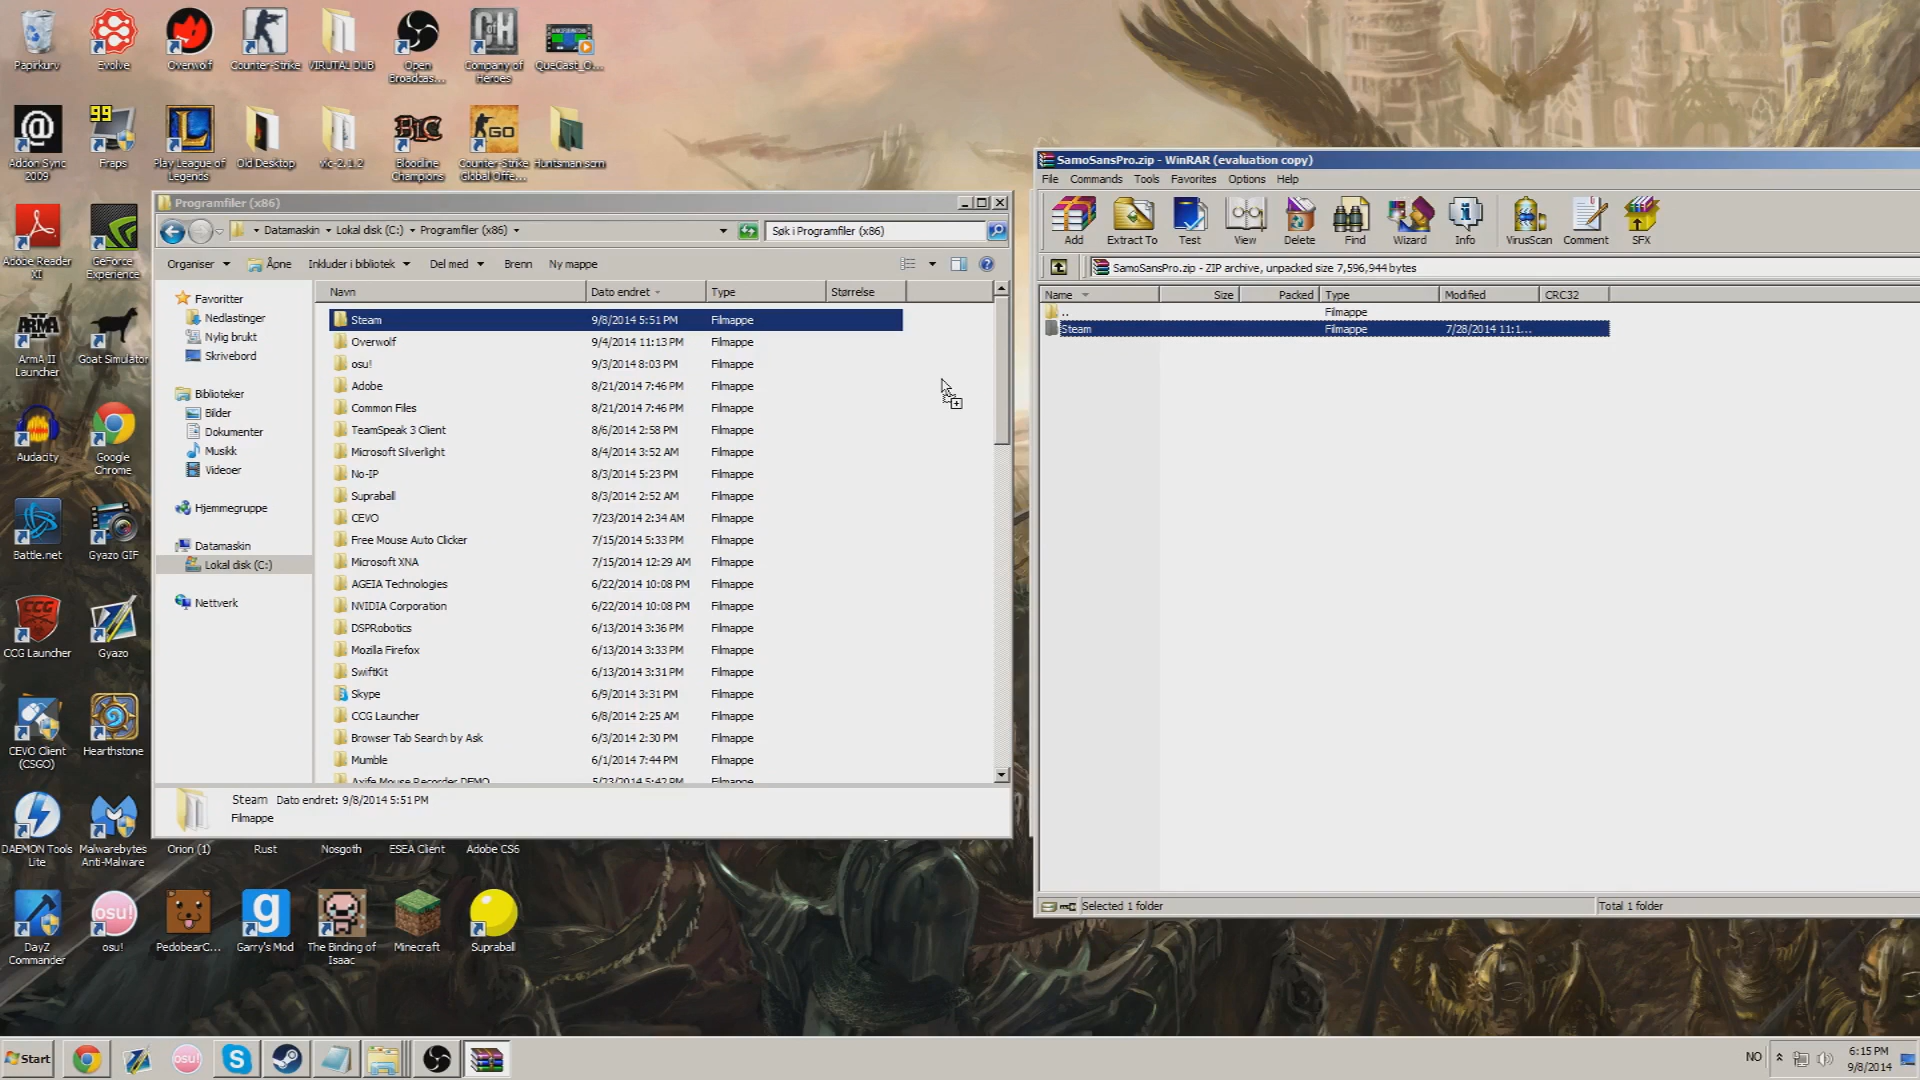 Papirkurv
Evolve
Overwolf
Counter-Strike
VIRUTAL DUB
Open Broadcas...
Company of Heroes
QueCast_O...
Addon Sync 2009
99
Fraps
Play League of Legends
Old Desktop
vlc-2.1.2
Bloodline Champions
GO
Counter-Strike Global Offe...
Huntsman scrn
Adobe Reader XI
GeForce Experience
ArmA II Launcher
Goat Simulator
Audacity
Google Chrome
Battle.net
Gyazo GIF
CCG Launcher
Gyazo
CEVO Client (CSGO)
Hearthstone
DAEMON Tools Lite
Malwarebytes Anti-Malware
Orion (1)
Rust
Nosgoth
ESEA Client
Adobe CS6
DayZ Commander
osu!
PedobearC...
Garry's Mod
The Binding of Isaac
Minecraft
Supraball
Programfiler (x86)
Datamaskin
Lokal disk (C:)
Programfiler (x86)
Søk i Programfiler (x86)
Organiser
Åpne
Inkluder i bibliotek
Del med
Brenn
Ny mappe
Favoritter
Nedlastinger
Nylig brukt
Skrivebord
Biblioteker
Bilder
Dokumenter
Musikk
Videoer
Hjemmegruppe
Datamaskin
Lokal disk (C:)
Nettverk
Navn Dato endret Type Størrelse
Steam 9/8/2014 5:51 PM Filmappe
Overwolf 9/4/2014 11:13 PM Filmappe
osu! 9/3/2014 8:03 PM Filmappe
Adobe 8/21/2014 7:46 PM Filmappe
Common Files 8/21/2014 7:46 PM Filmappe
TeamSpeak 3 Client 8/6/2014 2:58 PM Filmappe
Microsoft Silverlight 8/4/2014 3:52 AM Filmappe
No-IP 8/3/2014 5:23 PM Filmappe
Supraball 8/3/2014 2:52 AM Filmappe
CEVO 7/23/2014 2:34 AM Filmappe
Free Mouse Auto Clicker 7/15/2014 5:33 PM Filmappe
Microsoft XNA 7/15/2014 12:29 AM Filmappe
AGEIA Technologies 6/22/2014 10:08 PM Filmappe
NVIDIA Corporation 6/22/2014 10:08 PM Filmappe
DSPRobotics 6/13/2014 3:36 PM Filmappe
Mozilla Firefox 6/13/2014 3:33 PM Filmappe
SwiftKit 6/13/2014 3:31 PM Filmappe
Skype 6/9/2014 3:31 PM Filmappe
CCG Launcher 6/8/2014 2:25 AM Filmappe
Browser Tab Search by Ask 6/3/2014 2:30 PM Filmappe
Mumble 6/1/2014 7:44 PM Filmappe
Axife Mouse Recorder DEMO 5/23/2014 5:42 PM Filmappe
Steam Dato endret: 9/8/2014 5:51 PM
Filmappe
SamoSansPro.zip - WinRAR (evaluation copy)
File Commands Tools Favorites Options Help
Add Extract To Test View Delete Find Wizard Info VirusScan Comment SFX
SamoSansPro.zip - ZIP archive, unpacked size 7,596,944 bytes
Name Size Packed Type Modified CRC32
.. Filmappe
Steam Filmappe 7/28/2014 11:1...
Selected 1 folder
Total 1 folder
Start
osu!
NO
6:15 PM
9/8/2014